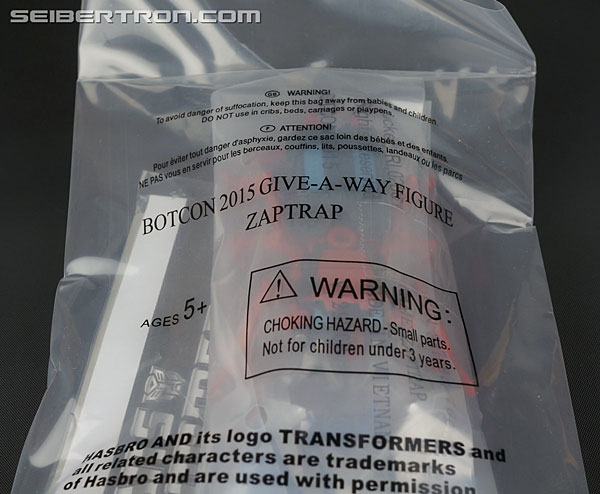 SEIBERTRON.COM
GB WARNING!
To avoid danger of suffocation, keep this bag away from babies and children.
DO NOT use in cribs, beds, carriages or playpens.
F ATTENTION!
Pour éviter tout danger d'asphyxie, gardez ce sac loin des bébés et des enfants.
NE PAS vous en servir pour les berceaux, couffins, lits, poussettes, landeaux ou les parcs
BOTCON 2015 GIVE-A-WAY FIGURE
ZAPTRAP
AGES 5+
WARNING:
CHOKING HAZARD - Small parts.
Not for children under 3 years.
HASBRO AND its logo TRANSFORMERS and
all related characters are trademarks
of Hasbro and are used with permission